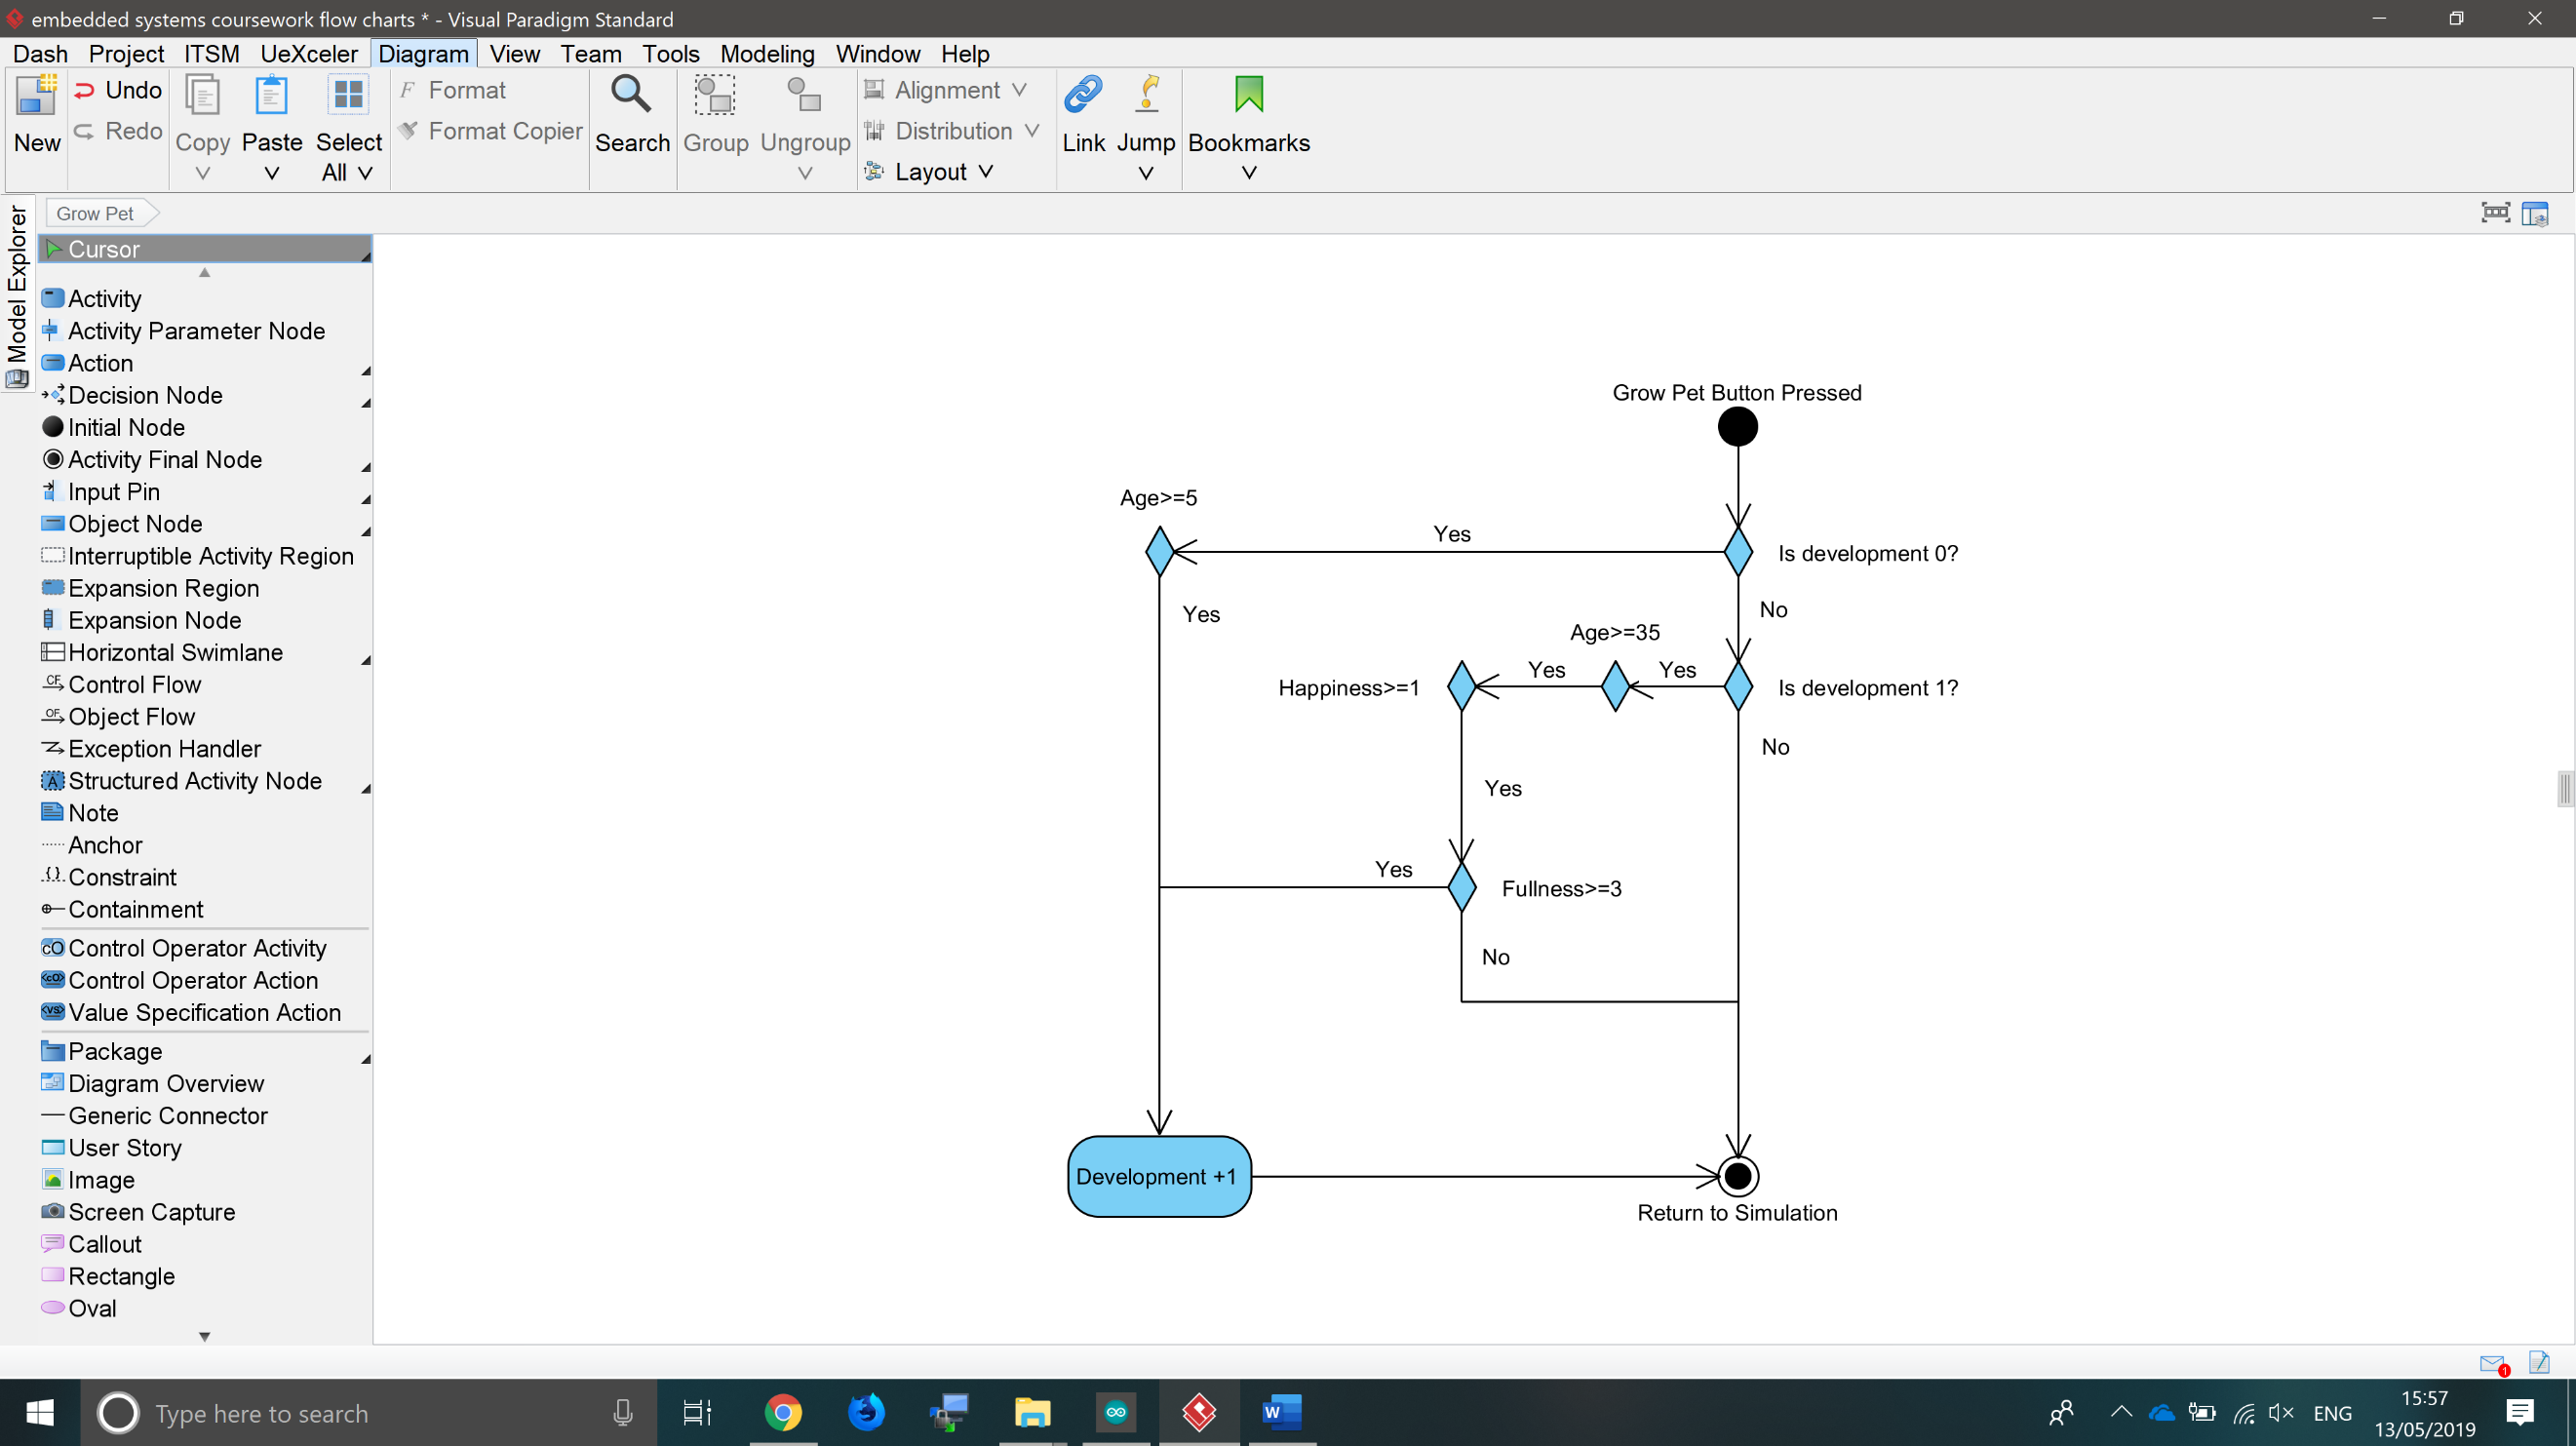 embedded systems coursework flow charts * - Visual Paradigm Standard
Dash Project ITSM UeXceler Diagram View Team Tools Modeling Window Help
New
Undo
Redo
Copy
Paste
Select
All
Format
Format Copier
Search
Group
Ungroup
Alignment
Distribution
Layout
Link
Jump
Bookmarks
Model Explorer
Grow Pet
Cursor
Activity
Activity Parameter Node
Action
Decision Node
Initial Node
Activity Final Node
Input Pin
Object Node
Interruptible Activity Region
Expansion Region
Expansion Node
Horizontal Swimlane
CF Control Flow
OF Object Flow
Exception Handler
A Structured Activity Node
Note
Anchor
{} Constraint
Containment
cO Control Operator Activity
«cO» Control Operator Action
«vs» Value Specification Action
Package
Diagram Overview
Generic Connector
User Story
Image
Screen Capture
Callout
Rectangle
Oval
Grow Pet Button Pressed
Age>=5
Yes
Is development 0?
Yes
No
Age>=35
Happiness>=1
Yes
Yes
Is development 1?
No
Yes
Yes
Fullness>=3
No
Development +1
Return to Simulation
1
Type here to search
W
ENG
15:57
13/05/2019